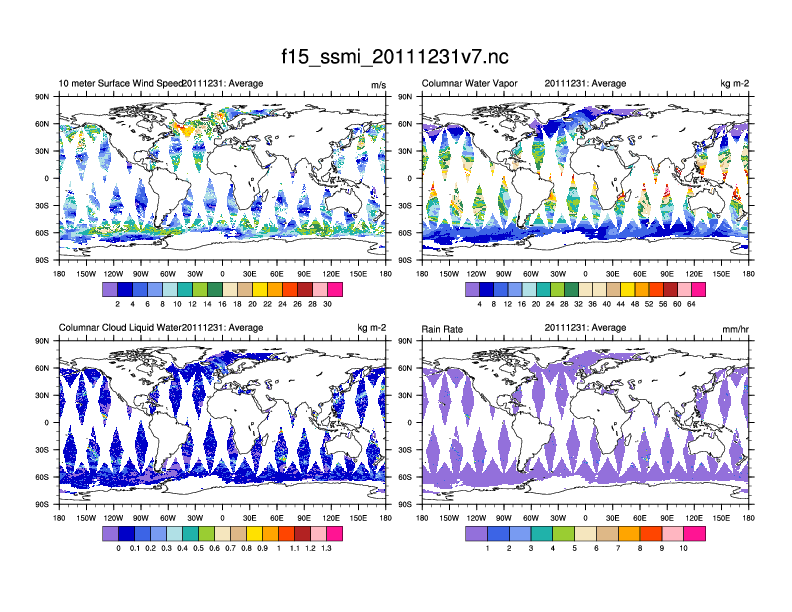 f15_ssmi_20111231v7.nc
10 meter Surface Wind Speed20111231: Average m/s
90N
60N
30N
0
30S
60S
90S
180 150W 120W 90W 60W 30W 0 30E 60E 90E 120E 150E 180
2 4 6 8 10 12 14 16 18 20 22 24 26 28 30
Columnar Water Vapor 20111231: Average kg m-2
90N
60N
30N
0
30S
60S
90S
180 150W 120W 90W 60W 30W 0 30E 60E 90E 120E 150E 180
4 8 12 16 20 24 28 32 36 40 44 48 52 56 60 64
Columnar Cloud Liquid Water20111231: Average kg m-2
90N
60N
30N
0
30S
60S
90S
180 150W 120W 90W 60W 30W 0 30E 60E 90E 120E 150E 180
0 0.1 0.2 0.3 0.4 0.5 0.6 0.7 0.8 0.9 1 1.1 1.2 1.3
Rain Rate 20111231: Average mm/hr
90N
60N
30N
0
30S
60S
90S
180 150W 120W 90W 60W 30W 0 30E 60E 90E 120E 150E 180
1 2 3 4 5 6 7 8 9 10